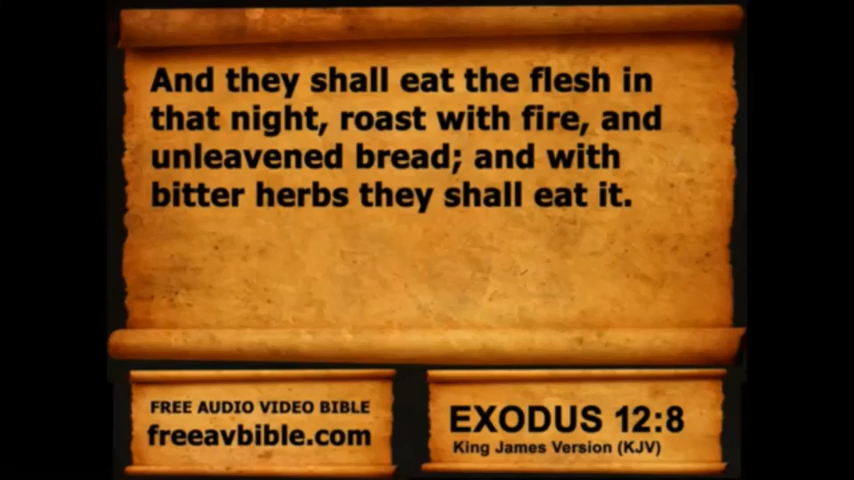 And they shall eat the flesh in
that night, roast with fire, and
unleavened bread; and with
bitter herbs they shall eat it.
FREE AUDIO VIDEO BIBLE
freeavbible.com
EXODUS 12:8
King James Version (KJV)